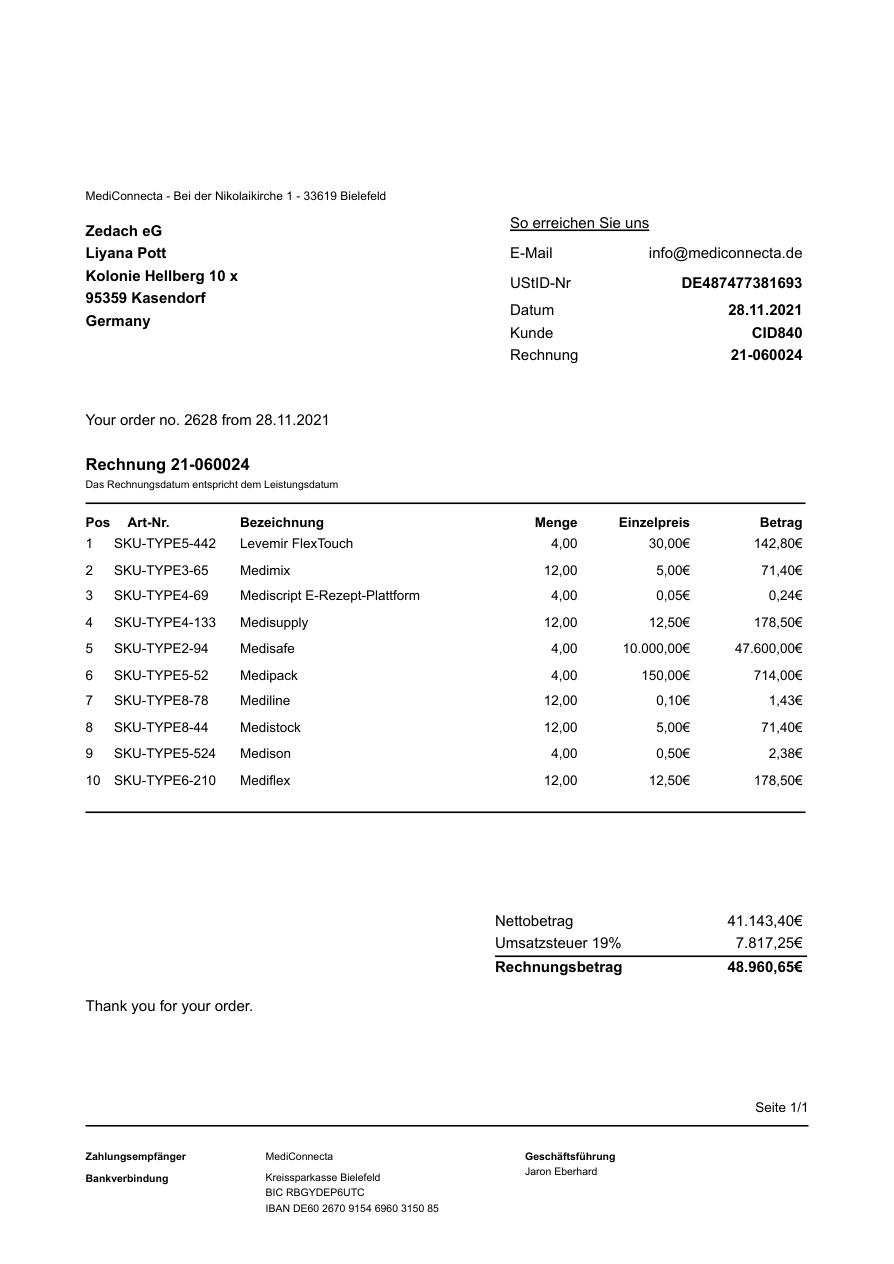 MediConnecta - Bei der Nikolaikirche 1 - 33619 Bielefeld
Zedach eG
Liyana Pott
Kolonie Hellberg 10 x
95359 Kasendorf
Germany
So erreichen Sie uns
E-Mail info@mediconnecta.de
UStID-Nr DE487477381693
Datum 28.11.2021
Kunde CID840
Rechnung 21-060024
Your order no. 2628 from 28.11.2021
Rechnung 21-060024
Das Rechnungsdatum entspricht dem Leistungsdatum
Pos Art-Nr. Bezeichnung Menge Einzelpreis Betrag
1 SKU-TYPE5-442 Levemir FlexTouch 4,00 30,00€ 142,80€
2 SKU-TYPE3-65 Medimix 12,00 5,00€ 71,40€
3 SKU-TYPE4-69 Mediscript E-Rezept-Plattform 4,00 0,05€ 0,24€
4 SKU-TYPE4-133 Medisupply 12,00 12,50€ 178,50€
5 SKU-TYPE2-94 Medisafe 4,00 10.000,00€ 47.600,00€
6 SKU-TYPE5-52 Medipack 4,00 150,00€ 714,00€
7 SKU-TYPE8-78 Mediline 12,00 0,10€ 1,43€
8 SKU-TYPE8-44 Medistock 12,00 5,00€ 71,40€
9 SKU-TYPE5-524 Medison 4,00 0,50€ 2,38€
10 SKU-TYPE6-210 Mediflex 12,00 12,50€ 178,50€
Nettobetrag 41.143,40€
Umsatzsteuer 19% 7.817,25€
Rechnungsbetrag 48.960,65€
Thank you for your order.
Seite 1/1
Zahlungsempfänger MediConnecta
Bankverbindung Kreissparkasse Bielefeld
BIC RBGYDEP6UTC
IBAN DE60 2670 9154 6960 3150 85
Geschäftsführung
Jaron Eberhard